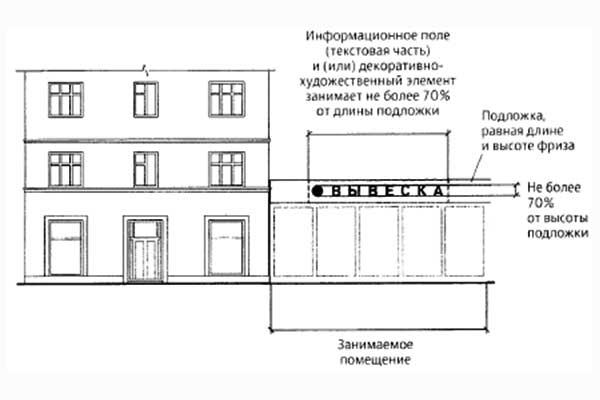 Информационное поле
(текстовая часть)
и (или) декоративно-
художественный элемент
занимает не более 70%
от длины подложки
Подложка,
равная длине
и высоте фриза
ВЫВЕСКА
Не более
70%
от высоты
подложки
Занимаемое
помещение